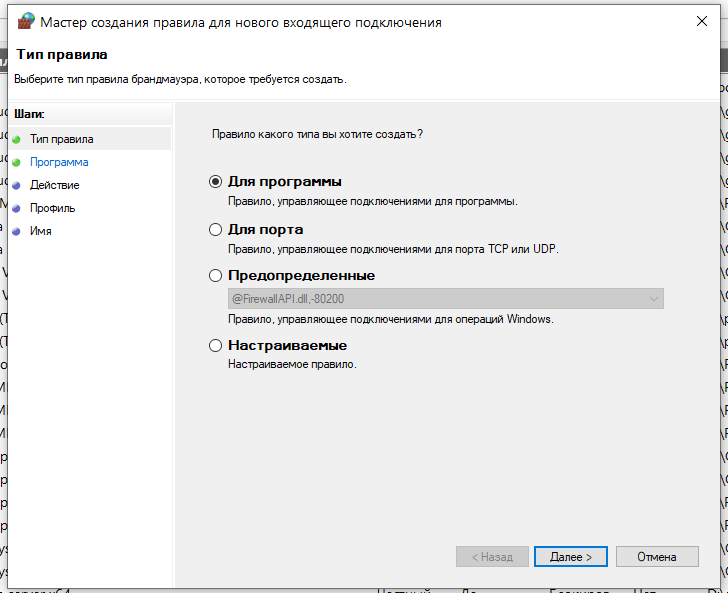 Мастер создания правила для нового входящего подключения
Тип правила
Выберите тип правила брандмауэра, которое требуется создать.
Шаги:
Тип правила
Программа
Действие
Профиль
Имя
Правило какого типа вы хотите создать?
Для программы
Правило, управляющее подключениями для программы.
Для порта
Правило, управляющее подключениями для порта TCP или UDP.
Предопределенные
@FirewallAPI.dll,-80200
Правило, управляющее подключениями для операций Windows.
Настраиваемые
Настраиваемое правило.
< Назад
Далее >
Отмена